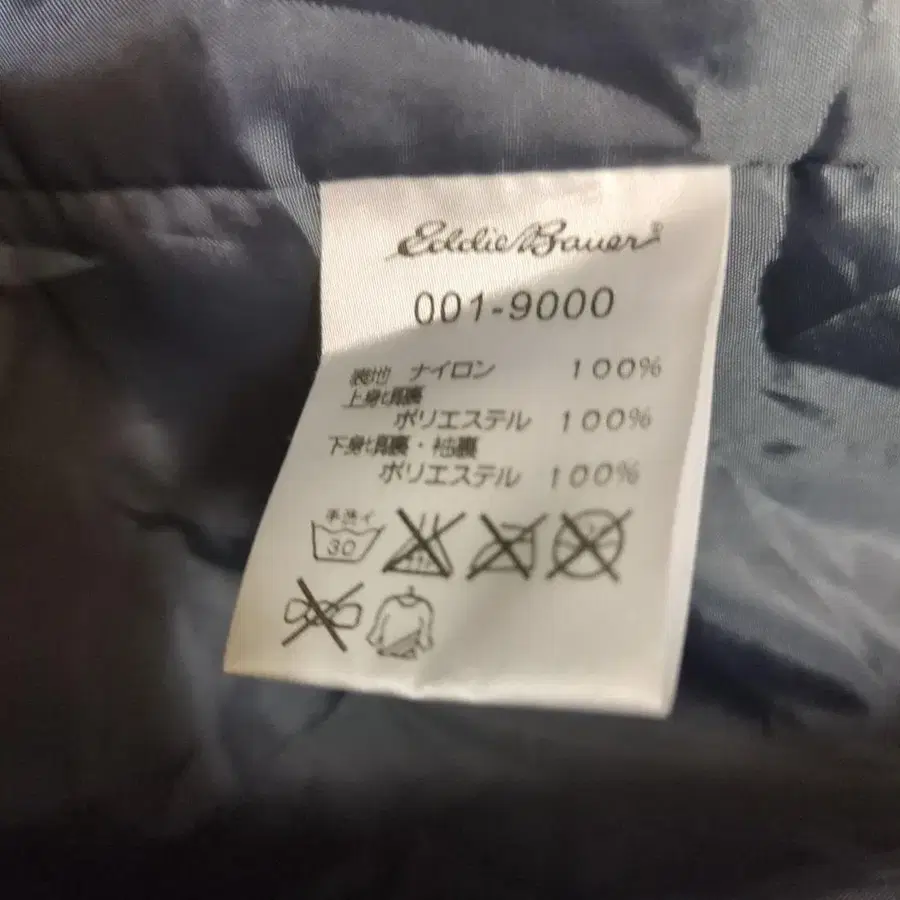 Eddie Bauer®
001-9000
表地 ナイロン 100%
上身頃裏
ポリエステル 100%
下身頃裏・袖裏
ポリエステル 100%
手洗イ
30